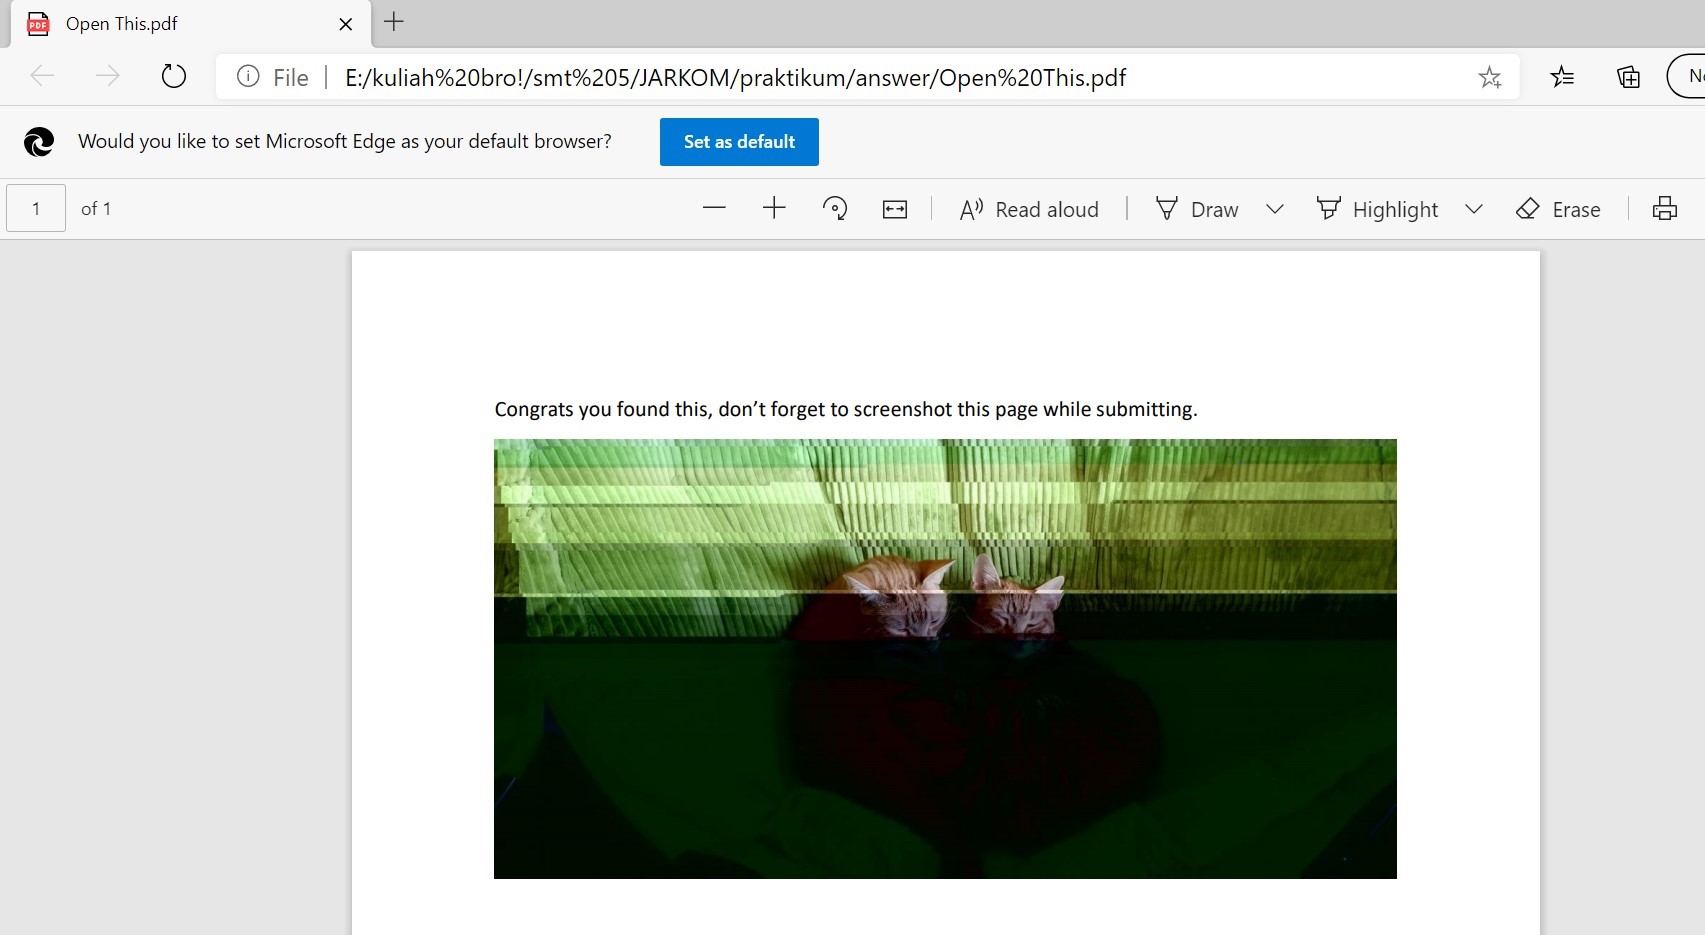 Open This.pdf
File
E:/kuliah%20bro!/smt%205/JARKOM/praktikum/answer/Open%20This.pdf
Would you like to set Microsoft Edge as your default browser?
Set as default
1
of 1
Read aloud
Draw
Highlight
Erase
Congrats you found this, don’t forget to screenshot this page while submitting.